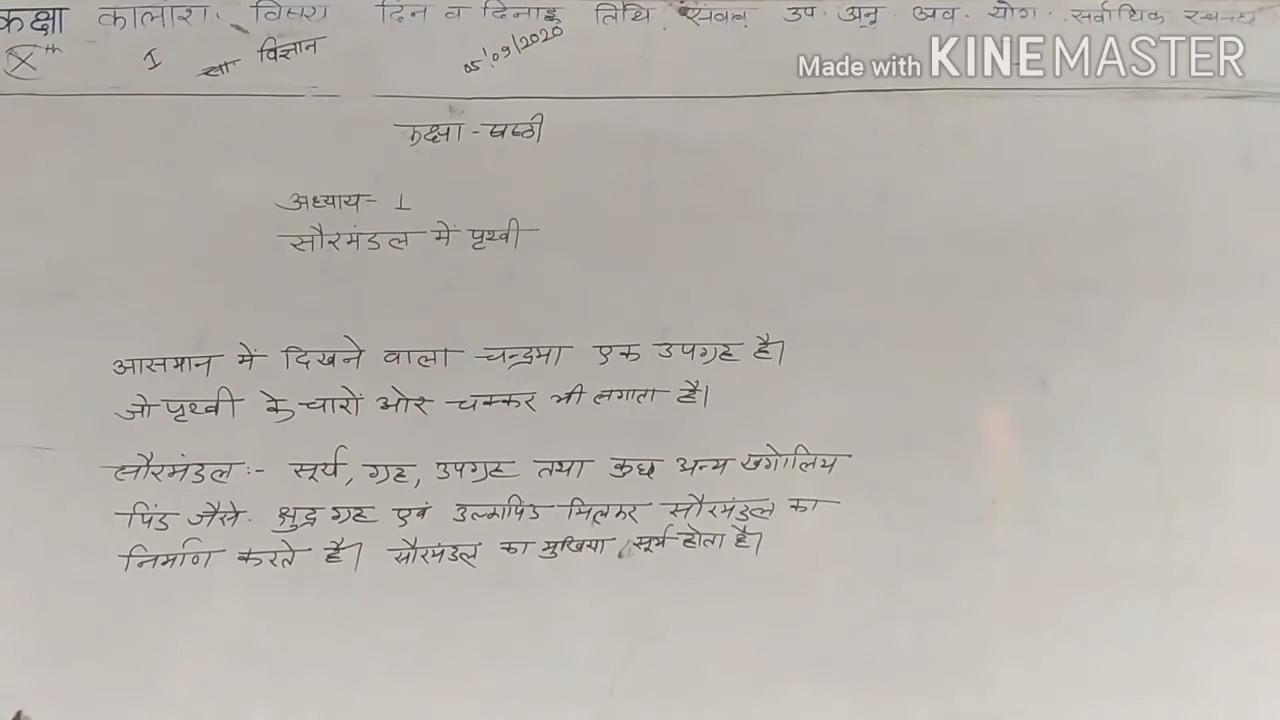 कक्षा कालांश. विषय दिन व दिनाङ्क तिथि संवत् उप. अनु. अव. योग. सर्वाधिक
Xth I सा विज्ञान 05/09/2020
Made with KINEMASTER
कक्षा - षष्ठी
अध्याय - 1
सौरमंडल में पृथ्वी
आसमान में दिखने वाला चन्द्रमा एक उपग्रह है।
जो पृथ्वी के चारों ओर चक्कर भी लगाता है।
सौरमंडल :- सूर्य, ग्रह, उपग्रह तथा कुछ अन्य खगोलिय
पिंड जैसे. क्षुद्र ग्रह एवं उल्कापिंड मिलकर सौरमंडल का
निर्माण करते है। सौरमंडल का मुखिया सूर्य होता है।